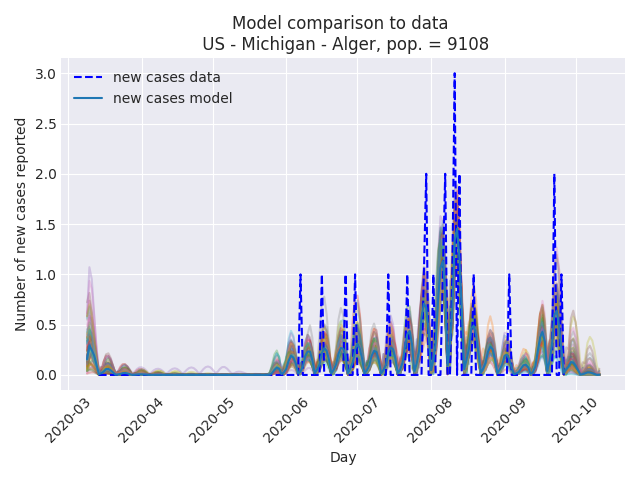 Model comparison to data
US - Michigan - Alger, pop. = 9108
new cases data
new cases model
Number of new cases reported
3.0
2.5
2.0
1.5
1.0
0.5
0.0
2020-03
2020-04
2020-05
2020-06
2020-07
2020-08
2020-09
2020-10
Day